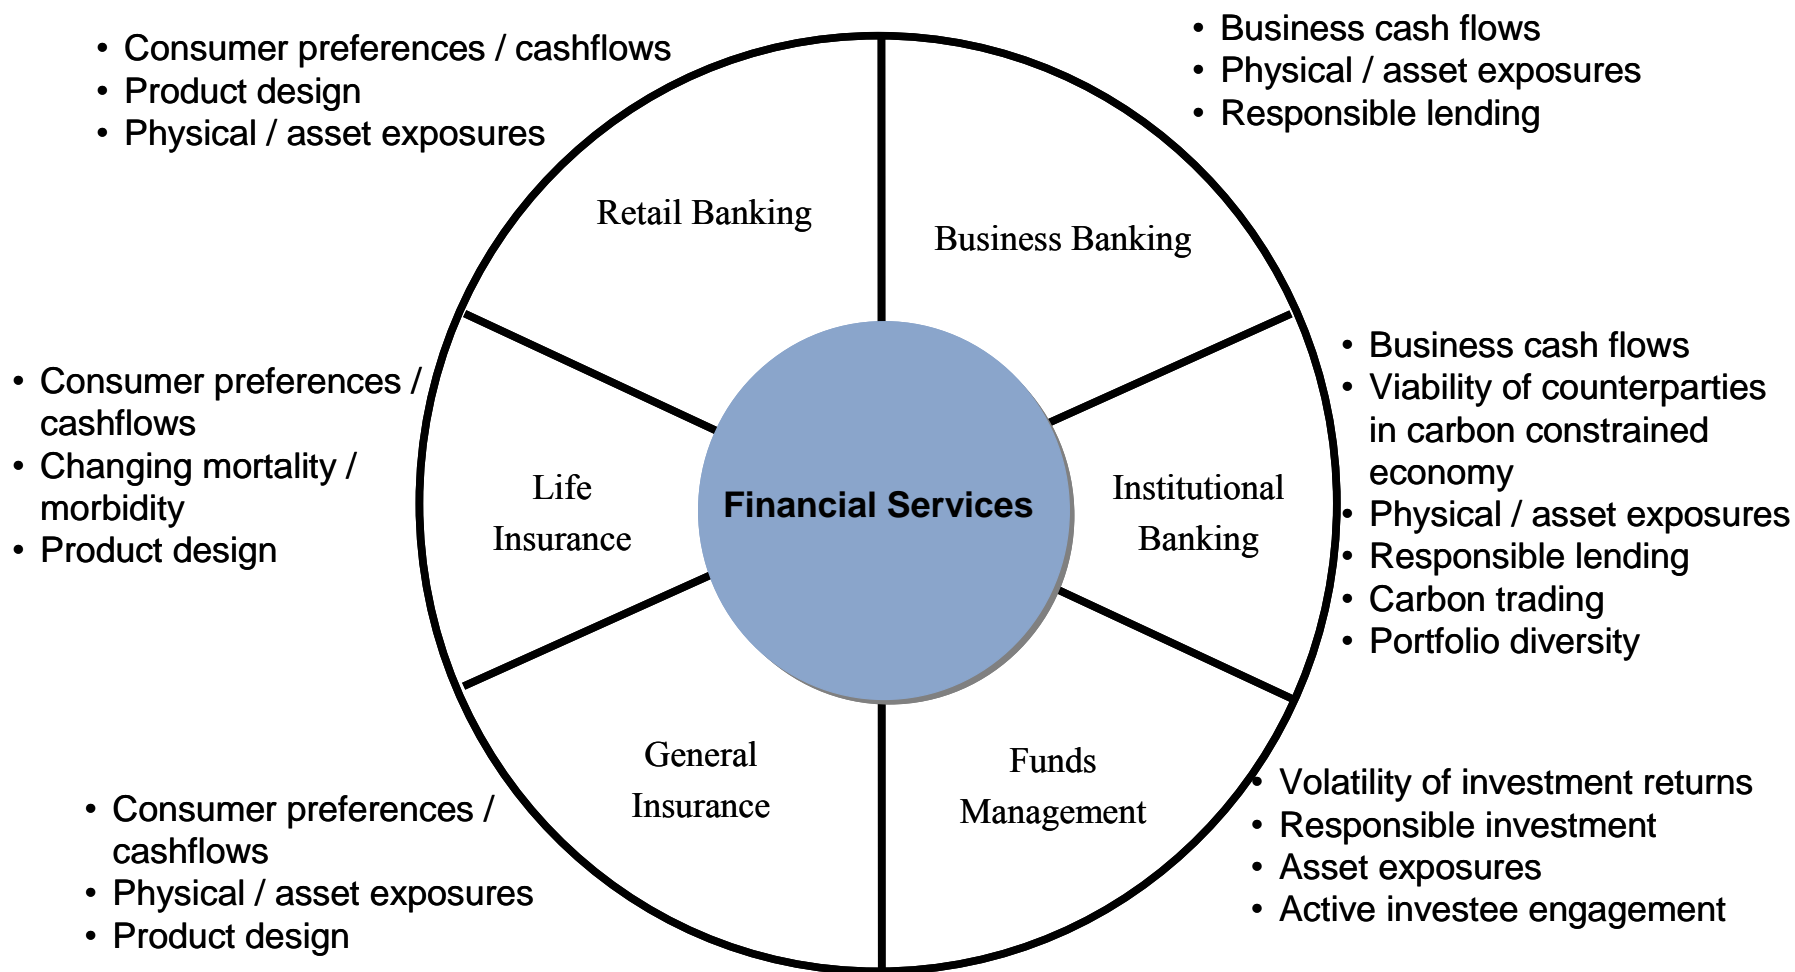 • Consumer preferences / cashflows
• Product design
• Physical / asset exposures
• Business cash flows
• Physical / asset exposures
• Responsible lending
Retail Banking
Business Banking
• Consumer preferences /
cashflows
• Changing mortality /
morbidity
• Product design
Life
Insurance
Financial Services
Institutional
Banking
• Business cash flows
• Viability of counterparties
in carbon constrained
economy
• Physical / asset exposures
• Responsible lending
• Carbon trading
• Portfolio diversity
General
Insurance
Funds
Management
• Consumer preferences /
cashflows
• Physical / asset exposures
• Product design
• Volatility of investment returns
• Responsible investment
• Asset exposures
• Active investee engagement